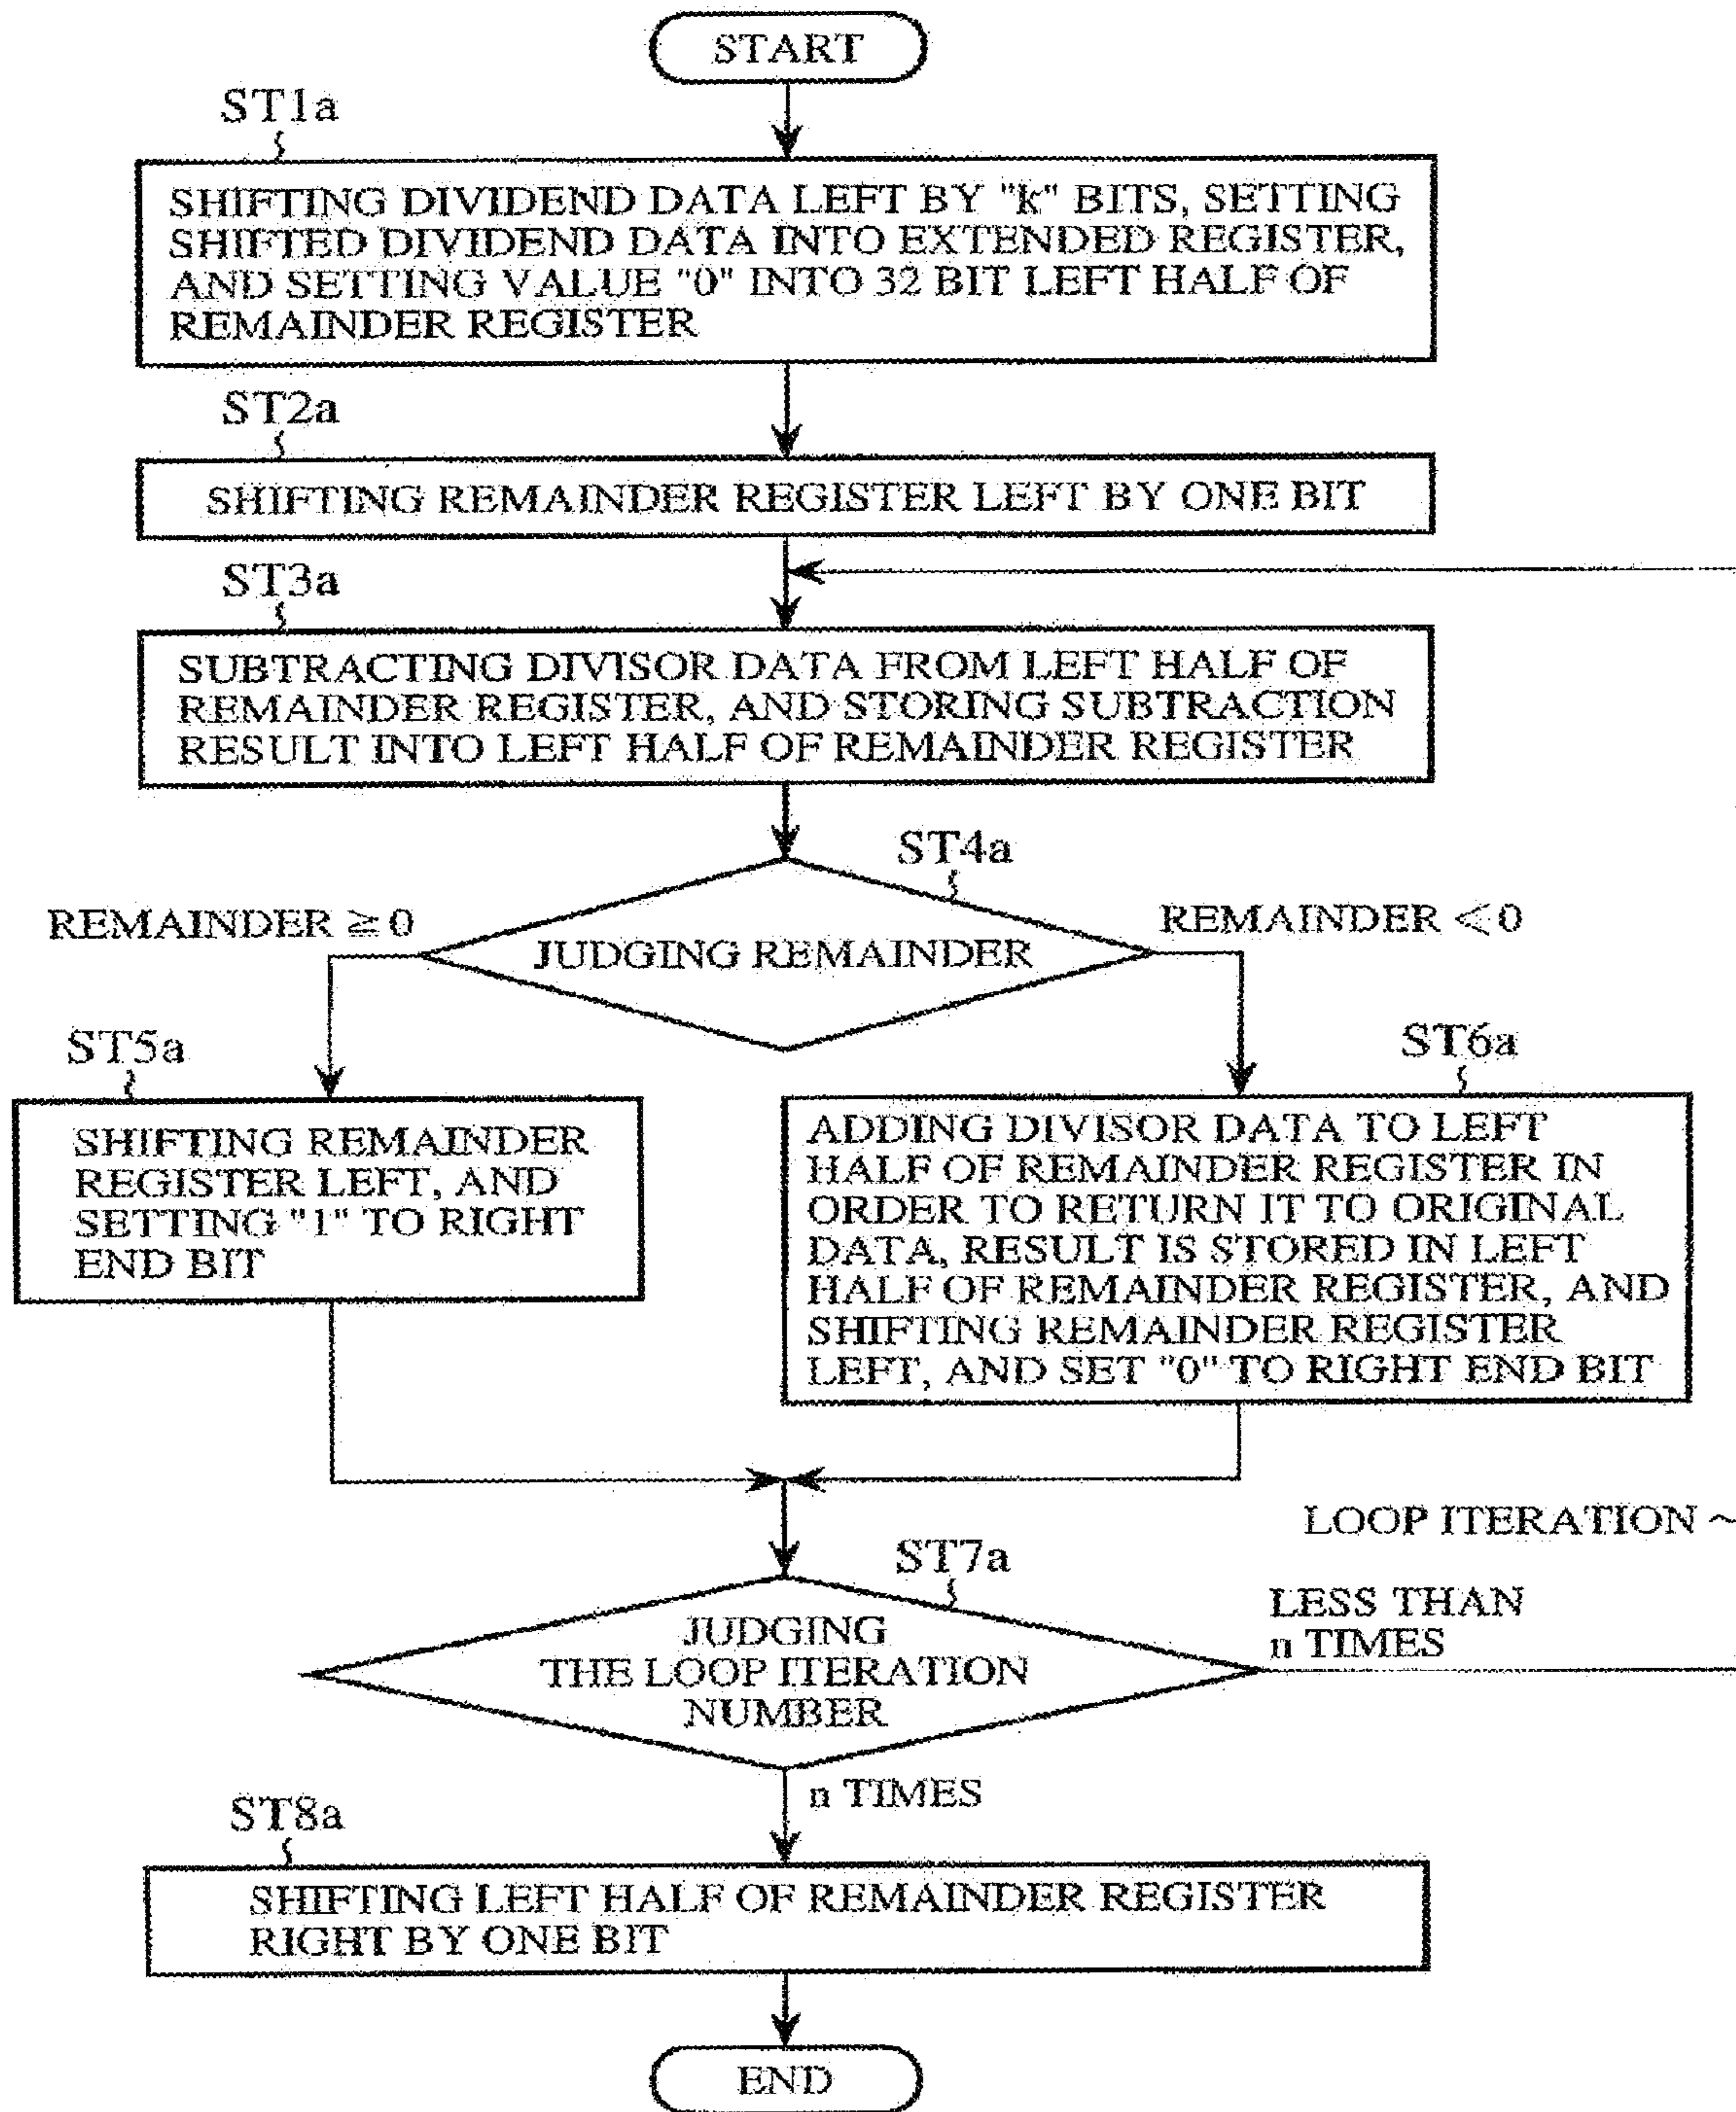 START
ST1a
SHIFTING DIVIDEND DATA LEFT BY "k" BITS, SETTING
SHIFTED DIVIDEND DATA INTO EXTENDED REGISTER,
AND SETTING VALUE "0" INTO 32 BIT LEFT HALF OF
REMAINDER REGISTER
ST2a
SHIFTING REMAINDER REGISTER LEFT BY ONE BIT
ST3a
SUBTRACTING DIVISOR DATA FROM LEFT HALF OF
REMAINDER REGISTER, AND STORING SUBTRACTION
RESULT INTO LEFT HALF OF REMAINDER REGISTER
ST4a
REMAINDER ≧ 0
JUDGING REMAINDER
REMAINDER < 0
ST5a
SHIFTING REMAINDER
REGISTER LEFT, AND
SETTING "1" TO RIGHT
END BIT
ST6a
ADDING DIVISOR DATA TO LEFT
HALF OF REMAINDER REGISTER IN
ORDER TO RETURN IT TO ORIGINAL
DATA, RESULT IS STORED IN LEFT
HALF OF REMAINDER REGISTER, AND
SHIFTING REMAINDER REGISTER
LEFT, AND SET "0" TO RIGHT END BIT
LOOP ITERATION ~
ST7a
JUDGING
THE LOOP ITERATION
NUMBER
LESS THAN
n TIMES
n TIMES
ST8a
SHIFTING LEFT HALF OF REMAINDER REGISTER
RIGHT BY ONE BIT
END